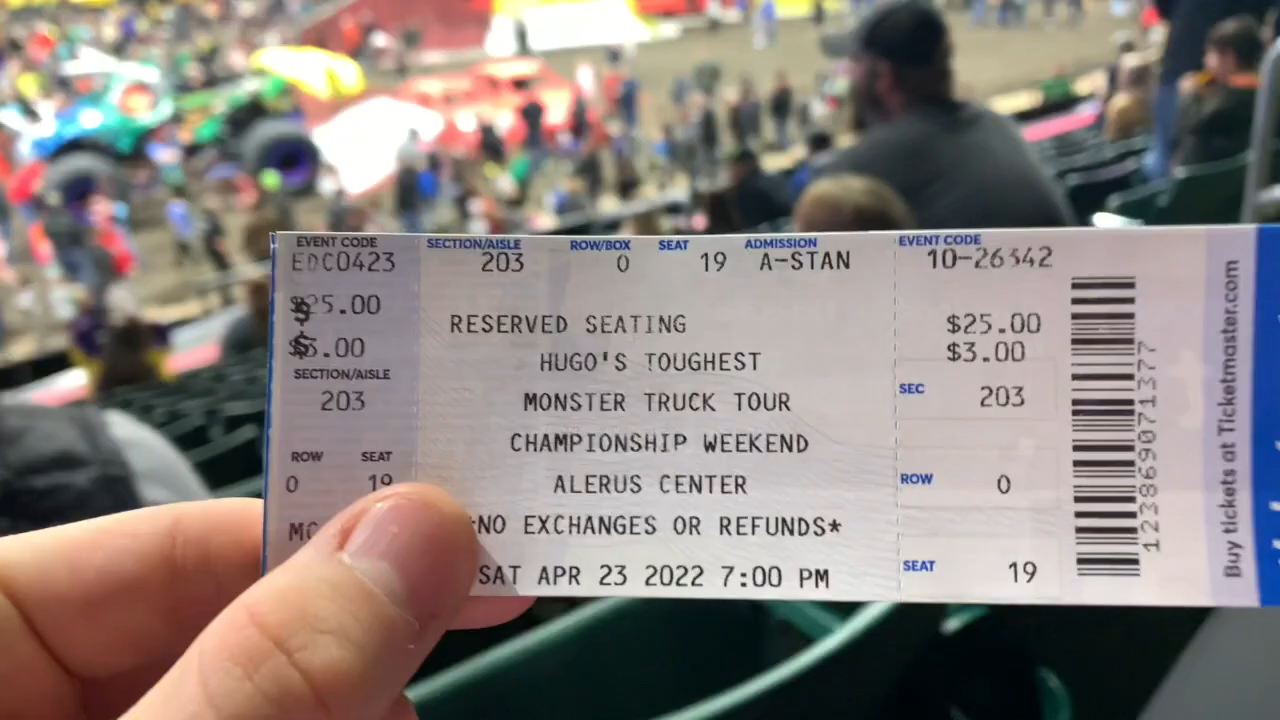 EVENT CODE SECTION/AISLE ROW/BOX SEAT ADMISSION EVENT CODE
EDC0423 203 0 19 A-STAN 10-26342
$25.00
$3.00
SECTION/AISLE
203
ROW SEAT
0 19
RESERVED SEATING
HUGO'S TOUGHEST
MONSTER TRUCK TOUR
CHAMPIONSHIP WEEKEND
ALERUS CENTER
*NO EXCHANGES OR REFUNDS*
SAT APR 23 2022 7:00 PM
$25.00
$3.00
SEC 203
ROW 0
SEAT 19
123869071377
Buy tickets at Ticketmaster.com